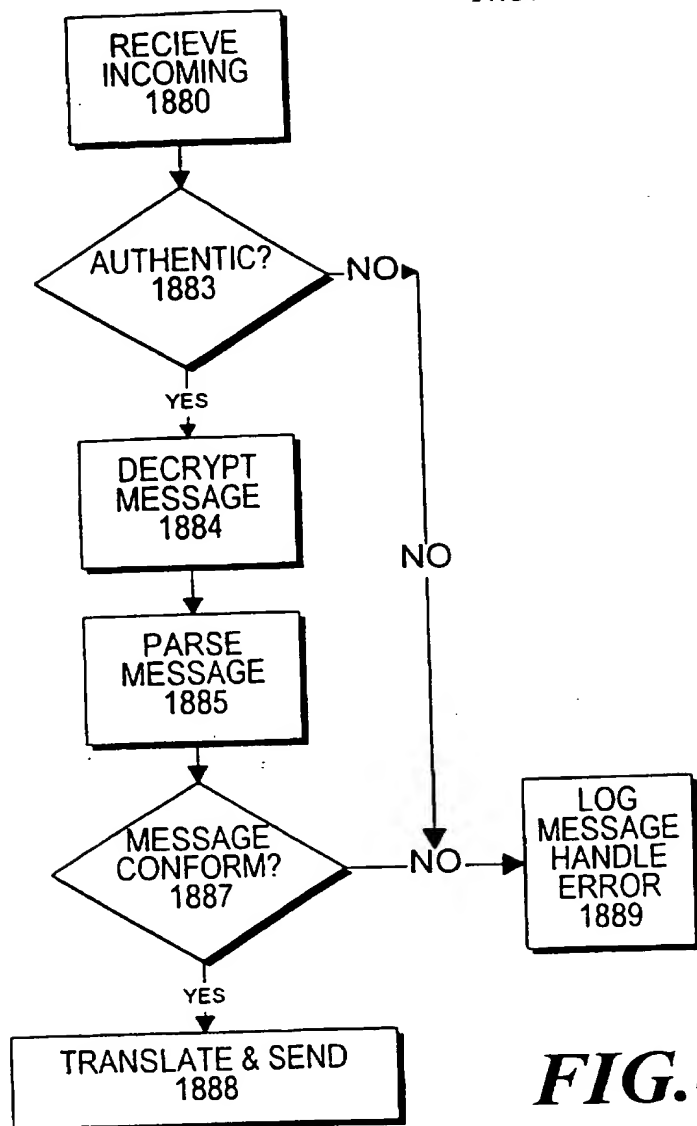 RECIEVE
INCOMING
1880
AUTHENTIC?
1883
NO
YES
DECRYPT
MESSAGE
1884
NO
PARSE
MESSAGE
1885
MESSAGE
CONFORM?
1887
NO
LOG
MESSAGE
HANDLE
ERROR
1889
YES
TRANSLATE & SEND
1888
FIG.